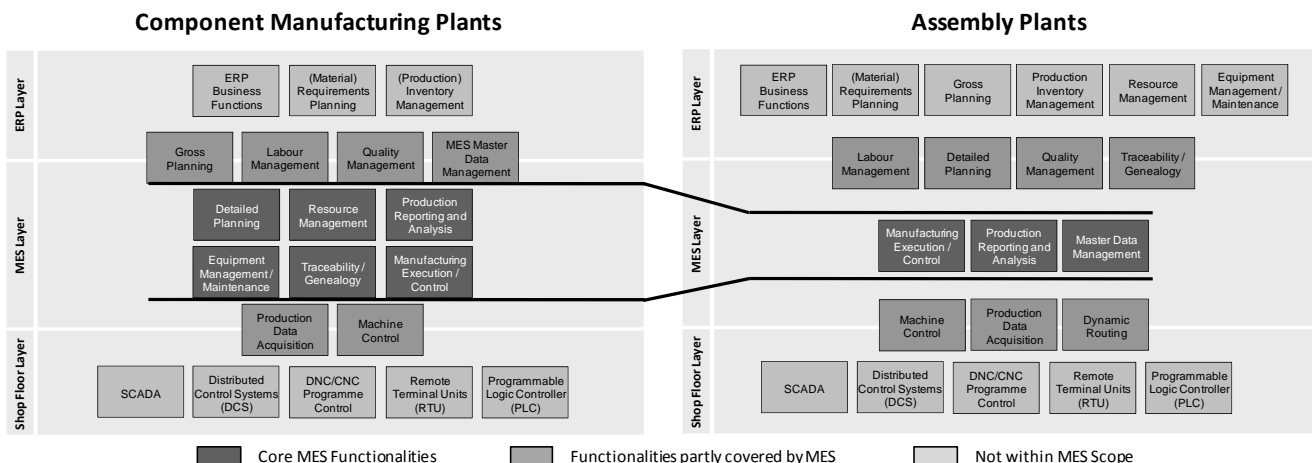 Component Manufacturing Plants
ERP Layer
ERP
Business
Functions
(Material)
Requirements
Planning
(Production)
Inventory
Management
Gross
Planning
Labour
Management
Quality
Management
MES Master
Data
Management
MES Layer
Detailed
Planning
Resource
Management
Production
Reporting and
Analysis
Equipment
Management /
Maintenance
Traceability /
Genealogy
Manufacturing
Execution /
Control
Production
Data
Acquisition
Machine
Control
Shop Floor Layer
SCADA
Distributed
Control Systems
(DCS)
DNC/CNC
Programme
Control
Remote
Terminal Units
(RTU)
Programmable
Logic Controller
(PLC)
Assembly Plants
ERP Layer
ERP
Business
Functions
(Material)
Requirements
Planning
Gross
Planning
Production
Inventory
Management
Resource
Management
Equipment
Management /
Maintenance
Labour
Management
Detailed
Planning
Quality
Management
Traceability /
Genealogy
MES Layer
Manufacturing
Execution /
Control
Production
Reporting and
Analysis
Master Data
Management
Machine
Control
Production
Data
Acquisition
Dynamic
Routing
Shop Floor Layer
SCADA
Distributed
Control Systems
(DCS)
DNC/CNC
Programme
Control
Remote
Terminal Units
(RTU)
Programmable
Logic Controller
(PLC)
Core MES Functionalities
Functionalities partly covered by MES
Not within MES Scope